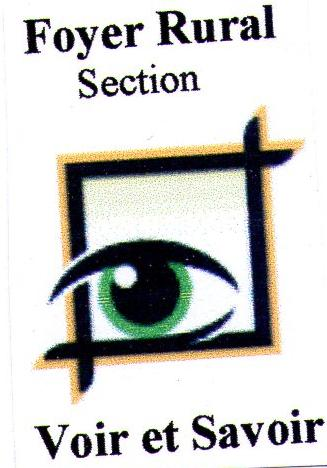 Foyer Rural
Section
Voir et Savoir